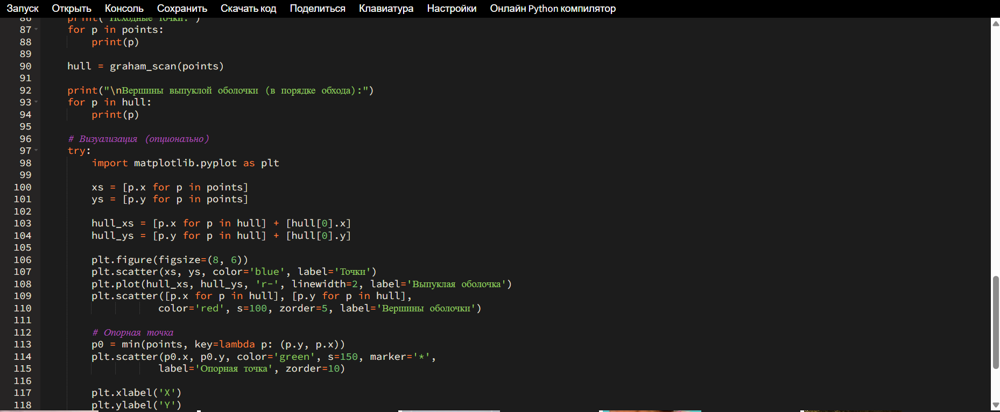 Запуск Открыть Консоль Сохранить Скачать код Поделиться Клавиатура Настройки Онлайн Python компилятор
86 print("Исходные точки:")
87 for p in points:
88 print(p)
89
90 hull = graham_scan(points)
91
92 print("\nВершины выпуклой оболочки (в порядке обхода):")
93 for p in hull:
94 print(p)
95
96 # Визуализация (опционально)
97 try:
98 import matplotlib.pyplot as plt
99
100 xs = [p.x for p in points]
101 ys = [p.y for p in points]
102
103 hull_xs = [p.x for p in hull] + [hull[0].x]
104 hull_ys = [p.y for p in hull] + [hull[0].y]
105
106 plt.figure(figsize=(8, 6))
107 plt.scatter(xs, ys, color='blue', label='Точки')
108 plt.plot(hull_xs, hull_ys, 'r-', linewidth=2, label='Выпуклая оболочка')
109 plt.scatter([p.x for p in hull], [p.y for p in hull],
110 color='red', s=100, zorder=5, label='Вершины оболочки')
111
112 # Опорная точка
113 p0 = min(points, key=lambda p: (p.y, p.x))
114 plt.scatter(p0.x, p0.y, color='green', s=150, marker='*',
115 label='Опорная точка', zorder=10)
116
117 plt.xlabel('X')
118 plt.ylabel('Y')